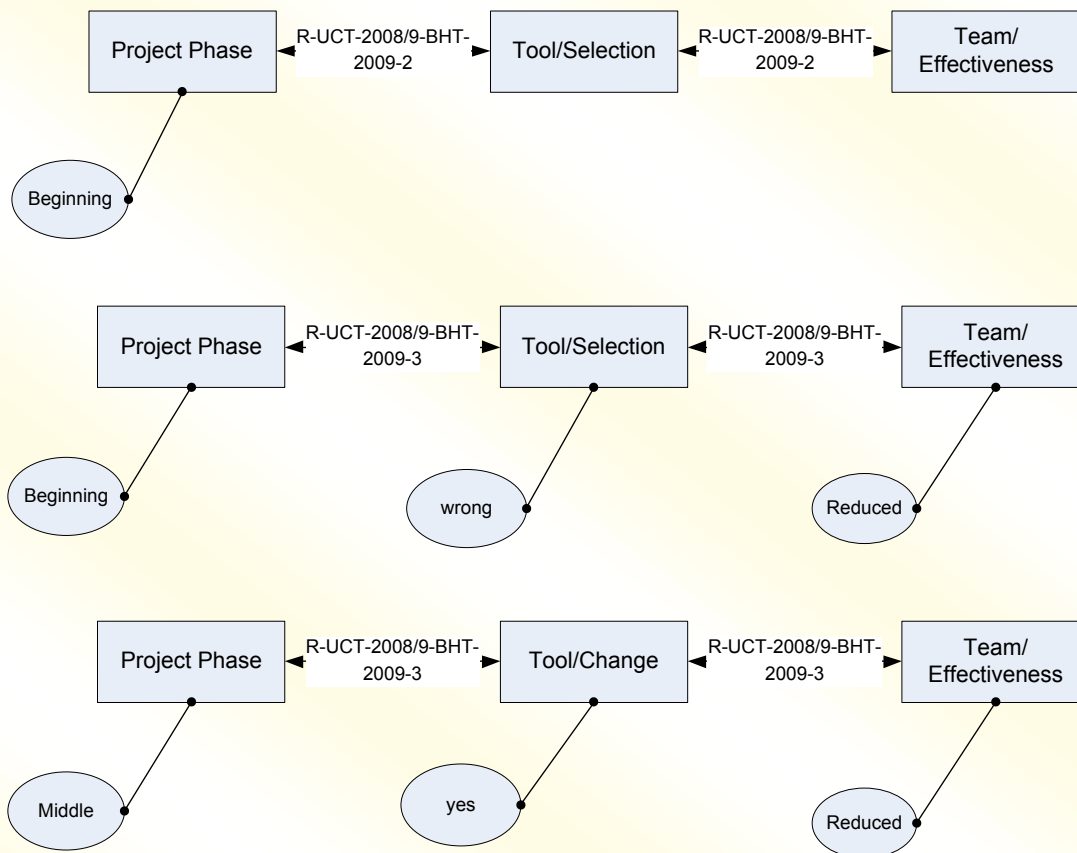 Project Phase
R-UCT-2008/9-BHT-
2009-2
Tool/Selection
R-UCT-2008/9-BHT-
2009-2
Team/
Effectiveness
Beginning
Project Phase
R-UCT-2008/9-BHT-
2009-3
Tool/Selection
R-UCT-2008/9-BHT-
2009-3
Team/
Effectiveness
Beginning
wrong
Reduced
Project Phase
R-UCT-2008/9-BHT-
2009-3
Tool/Change
R-UCT-2008/9-BHT-
2009-3
Team/
Effectiveness
Middle
yes
Reduced